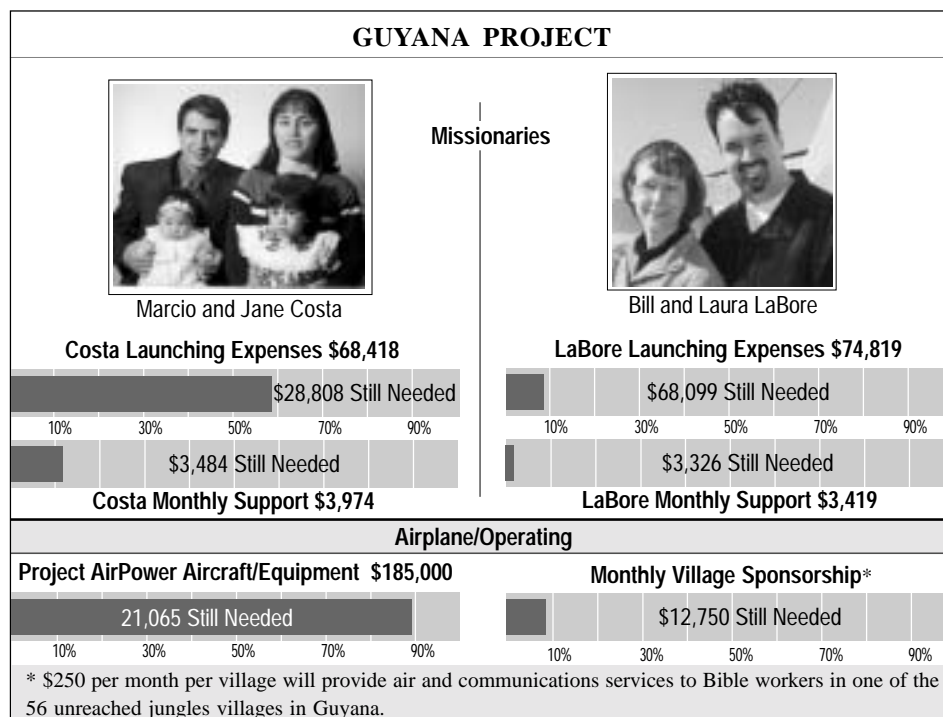 GUYANA PROJECT
Missionaries
Marcio and Jane Costa
Costa Launching Expenses $68,418
$28,808 Still Needed
10% 30% 50% 70% 90%
$3,484 Still Needed
Costa Monthly Support $3,974
Bill and Laura LaBore
LaBore Launching Expenses $74,819
$68,099 Still Needed
10% 30% 50% 70% 90%
$3,326 Still Needed
LaBore Monthly Support $3,419
Airplane/Operating
Project AirPower Aircraft/Equipment $185,000
21,065 Still Needed
10% 30% 50% 70% 90%
Monthly Village Sponsorship*
$12,750 Still Needed
10% 30% 50% 70% 90%
* $250 per month per village will provide air and communications services to Bible workers in one of the
56 unreached jungles villages in Guyana.